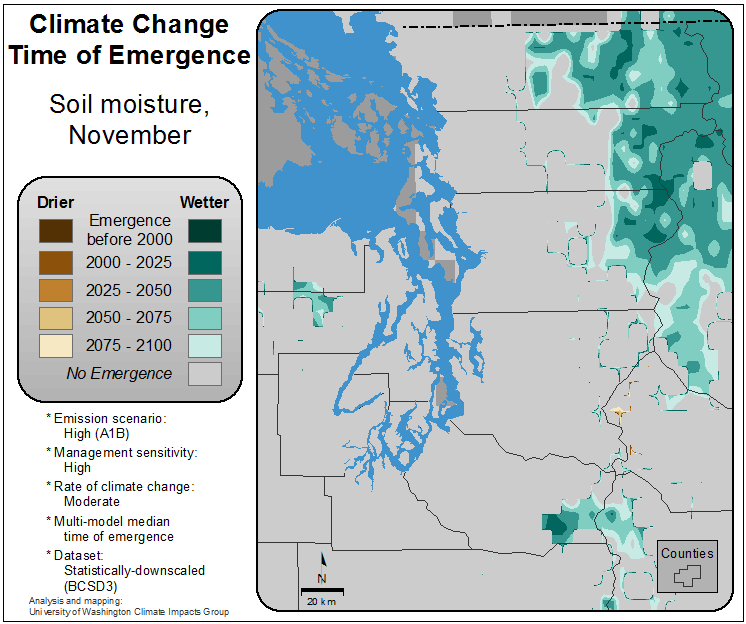 Climate Change
Time of Emergence
Soil moisture,
November
Drier Wetter
Emergence
before 2000
2000 - 2025
2025 - 2050
2050 - 2075
2075 - 2100
No Emergence
* Emission scenario:
High (A1B)
* Management sensitivity:
High
* Rate of climate change:
Moderate
* Multi-model median
time of emergence
* Dataset:
Statistically-downscaled
(BCSD3)
Analysis and mapping:
University of Washington Climate Impacts Group
N
20 km
Counties